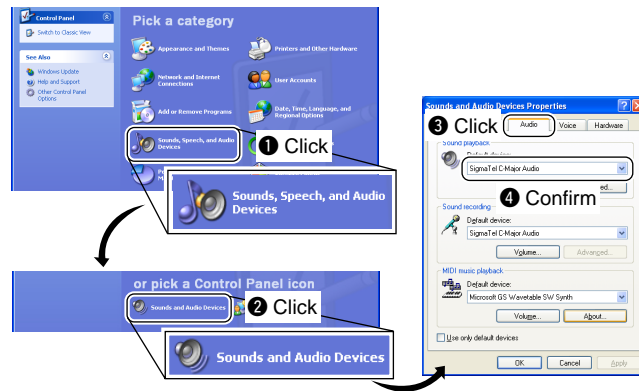 Control Panel
Switch to Classic View
See Also
Windows Update
Help and Support
Other Control Panel
Options
Pick a category
Appearance and Themes
Printers and Other Hardware
Network and Internet
Connections
User Accounts
Add or Remove Programs
Date, Time, Language, and
Regional Options
Sounds, Speech, and Audio
Devices
❶ Click
Sounds, Speech, and Audio
Devices
or pick a Control Panel icon
Sounds and Audio Devices
❷ Click
Sounds and Audio Devices
Sounds and Audio Devices Properties
❸ Click
Audio
Voice
Hardware
Sound playback
Default device:
SigmaTel C-Major Audio
❹ Confirm
Sound recording
Default device:
SigmaTel C-Major Audio
Volume...
Advanced...
MIDI music playback
Default device:
Microsoft GS Wavetable SW Synth
Volume...
About...
Use only default devices
OK
Cancel
Apply